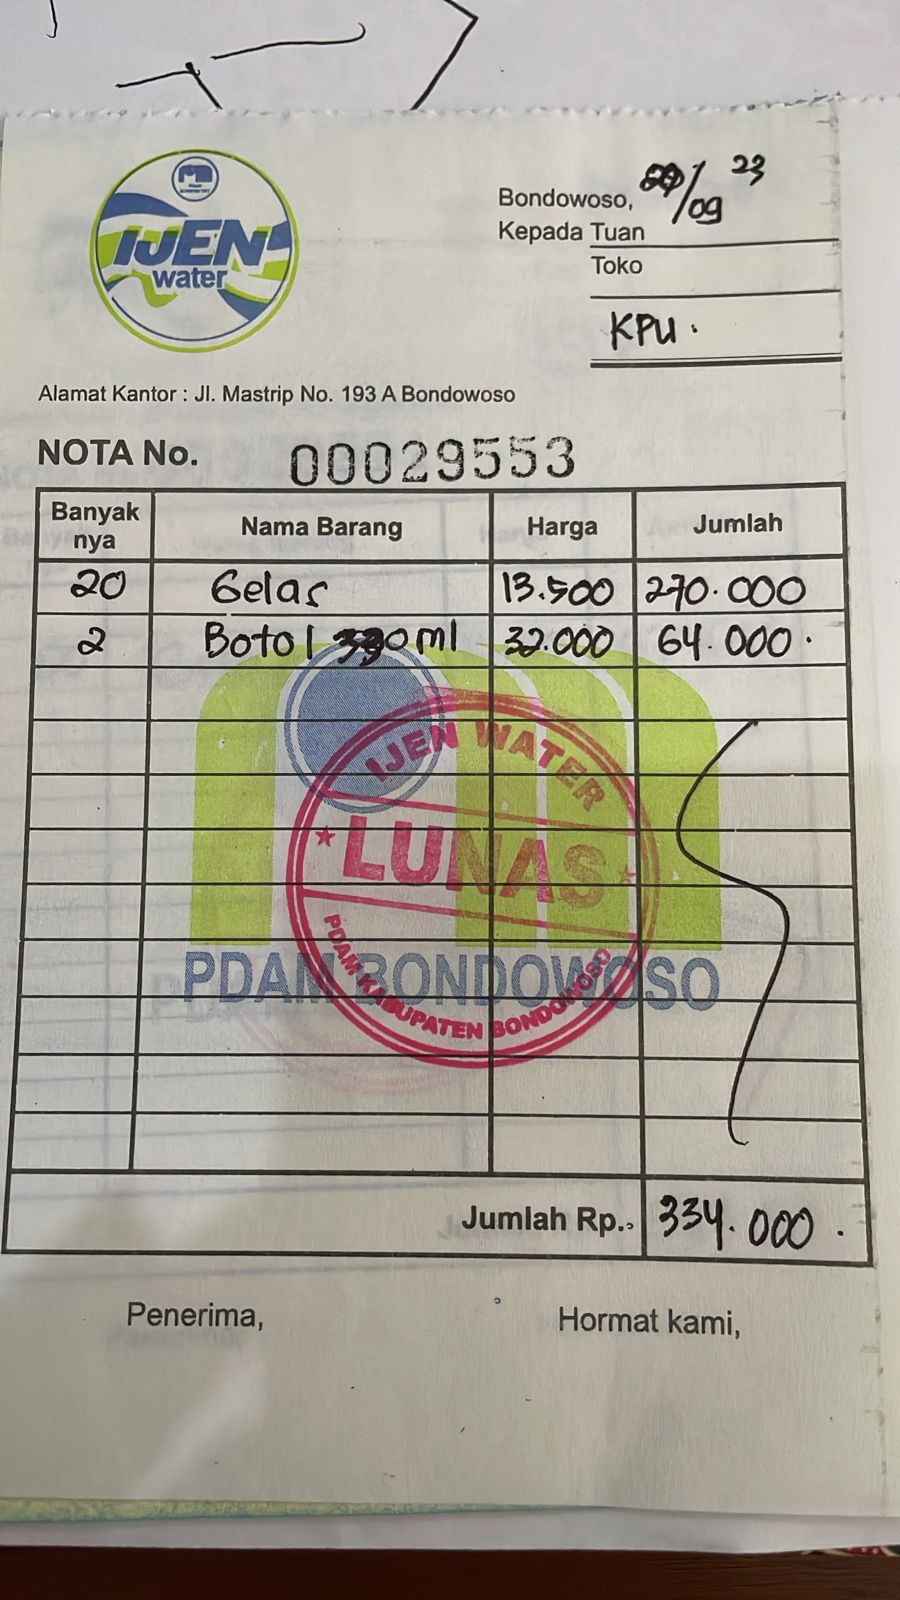 IJEN
water
Bondowoso, /09 23
Kepada Tuan
Toko
KPU.
Alamat Kantor : Jl. Mastrip No. 193 A Bondowoso
NOTA No. 00029553
Banyak nya Nama Barang Harga Jumlah
20 Gelas 13.500 270.000
2 Botol 330ml 32.000 64.000.
IJEN WATER
LUNAS
PDAM KABUPATEN BONDOWOSO
PDAM BONDOWOSO
Jumlah Rp. 334.000.
Penerima, Hormat kami,